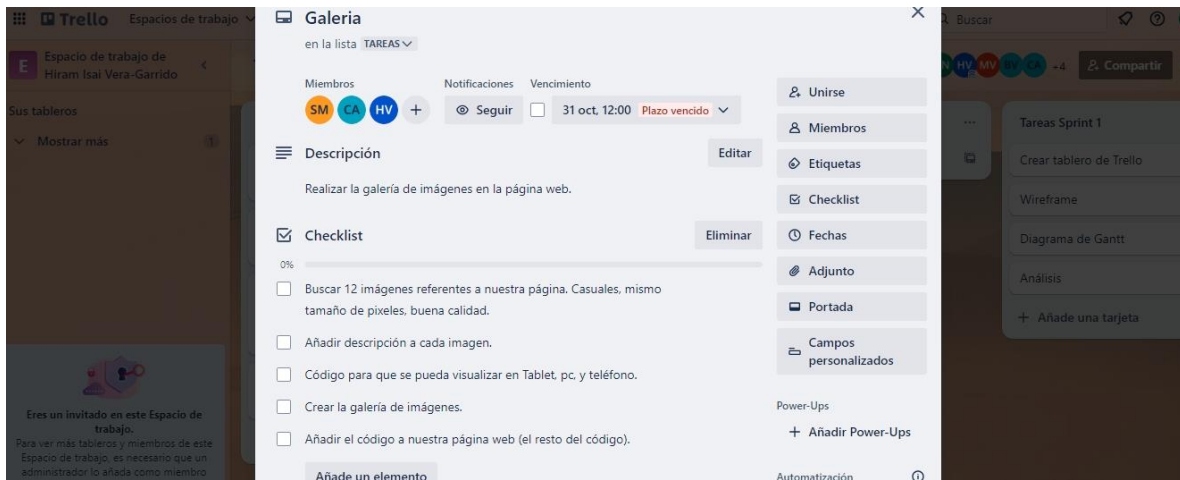 Trello
Espacios de trabajo
Buscar
E
Espacio de trabajo de
Hiram Isai Vera-Garrido
Sus tableros
Mostrar más
1
Eres un invitado en este Espacio de
trabajo.
Para ver más tableros y miembros de este
Espacio de trabajo, es necesario que un
administrador lo añada como miembro
Galeria
en la lista TAREAS
Miembros
Notificaciones
Vencimiento
SM CA HV +
Seguir
31 oct, 12:00 Plazo vencido
Descripción
Editar
Realizar la galería de imágenes en la página web.
Checklist
Eliminar
0%
Buscar 12 imágenes referentes a nuestra página. Casuales, mismo
tamaño de pixeles, buena calidad.
Añadir descripción a cada imagen.
Código para que se pueda visualizar en Tablet, pc, y teléfono.
Crear la galería de imágenes.
Añadir el código a nuestra página web (el resto del código).
Añade un elemento
Unirse
Miembros
Etiquetas
Checklist
Fechas
Adjunto
Portada
Campos
personalizados
Power-Ups
+ Añadir Power-Ups
Automatización
HV MV CA +4
Compartir
Tareas Sprint 1
Crear tablero de Trello
Wireframe
Diagrama de Gantt
Análisis
+ Añade una tarjeta